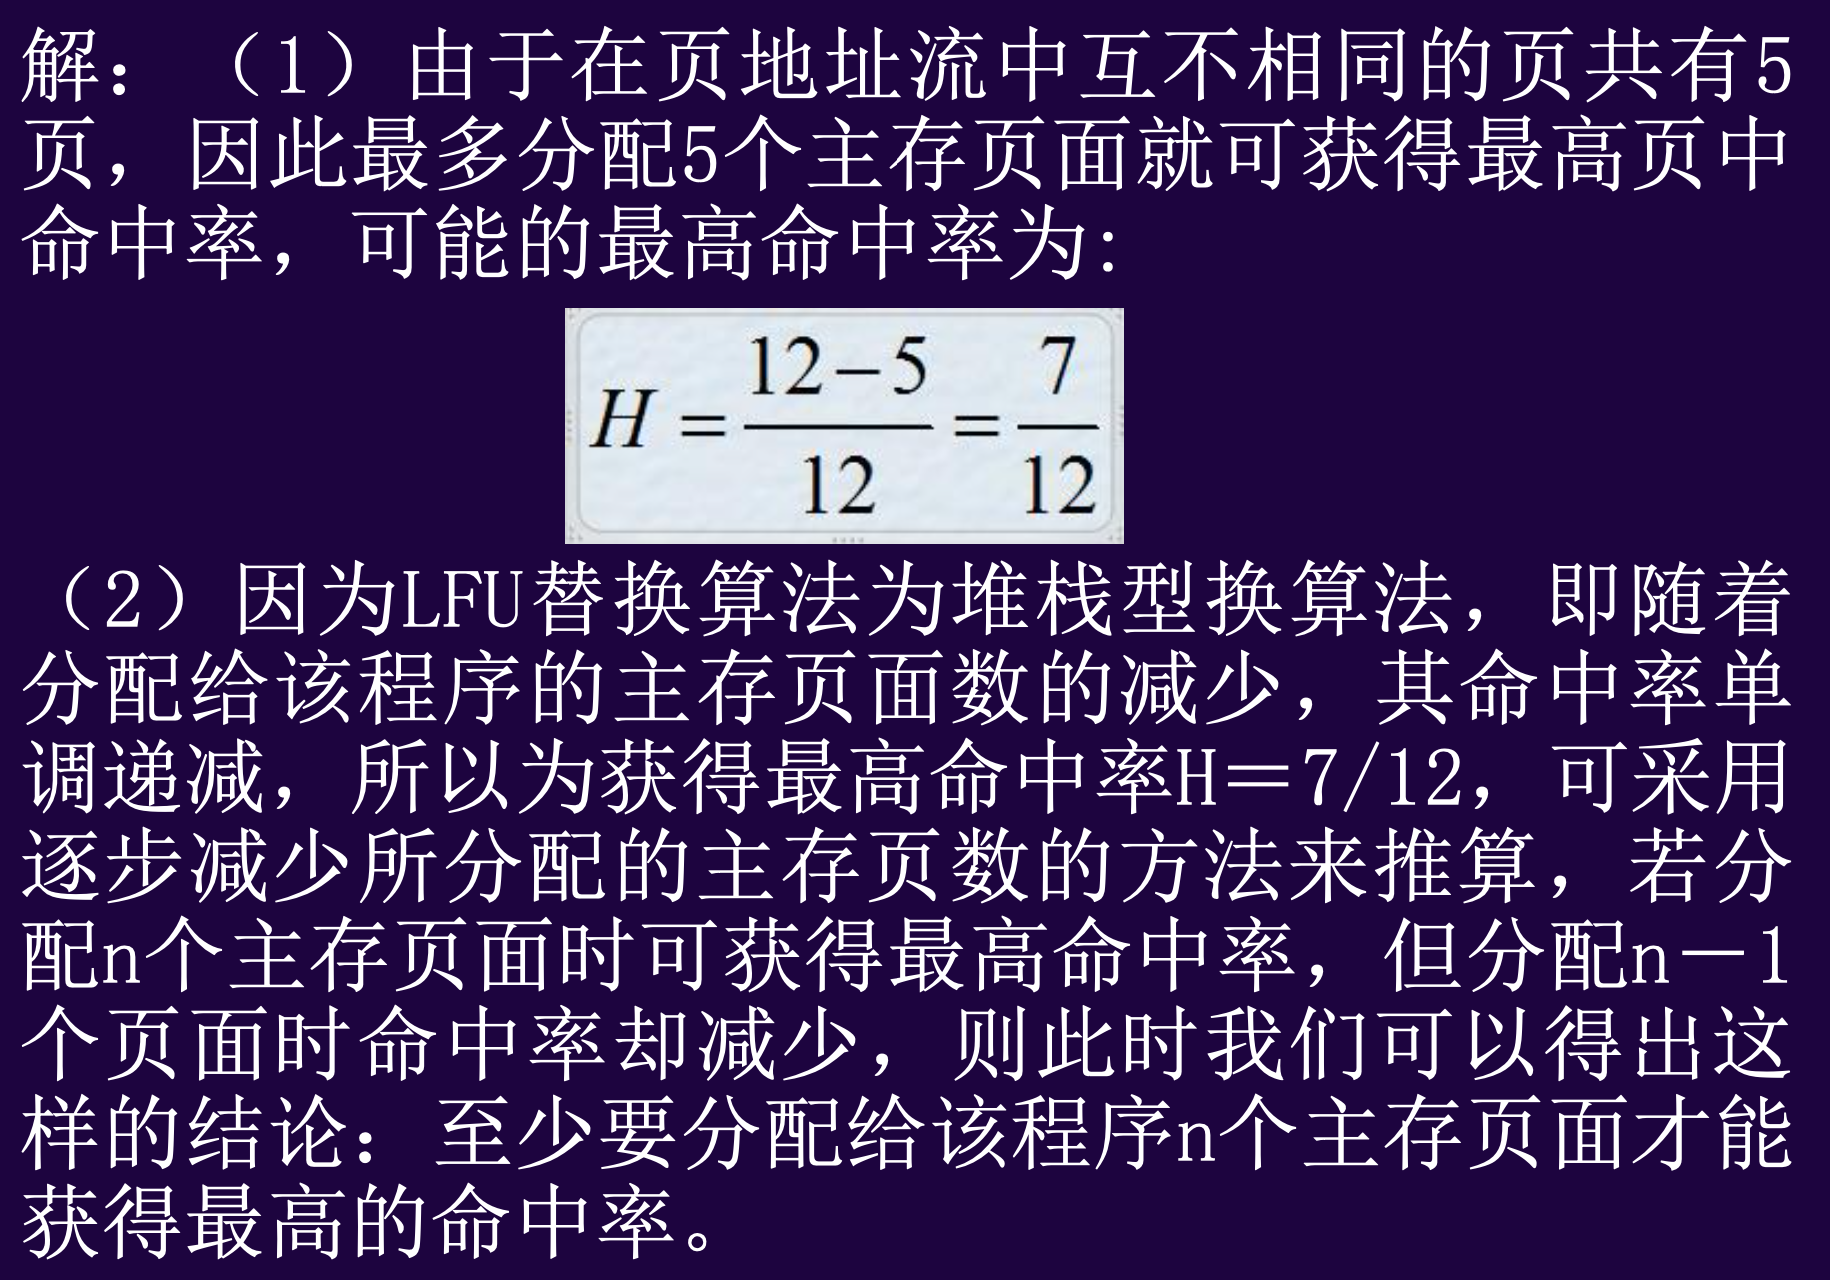 解：（1）由于在页地址流中互不相同的页共有5
页，因此最多分配5个主存页面就可获得最高页中
命中率，可能的最高命中率为:
H = (12−5)/12 = 7/12
（2）因为LFU替换算法为堆栈型换算法，即随着
分配给该程序的主存页面数的减少，其命中率单
调递减，所以为获得最高命中率H＝7/12，可采用
逐步减少所分配的主存页数的方法来推算，若分
配n个主存页面时可获得最高命中率，但分配n－1
个页面时命中率却减少，则此时我们可以得出这
样的结论：至少要分配给该程序n个主存页面才能
获得最高的命中率。